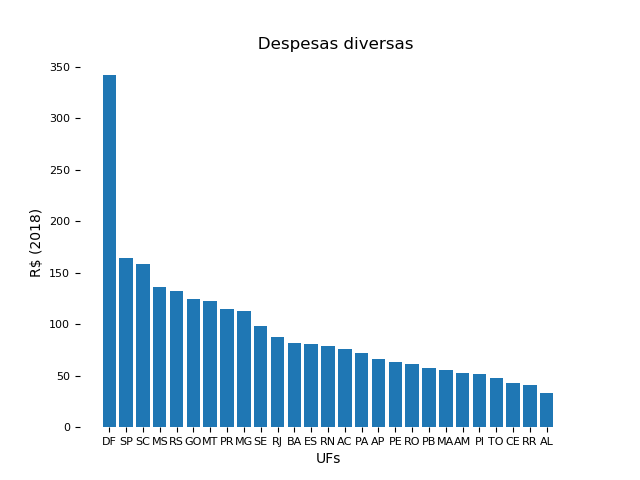 Despesas diversas
350
300
250
200
150
100
50
0
R$ (2018)
DF SP SC MS RS GO MT PR MG SE RJ BA ES RN AC PA AP PE RO PB MA AM PI TO CE RR AL
UFs